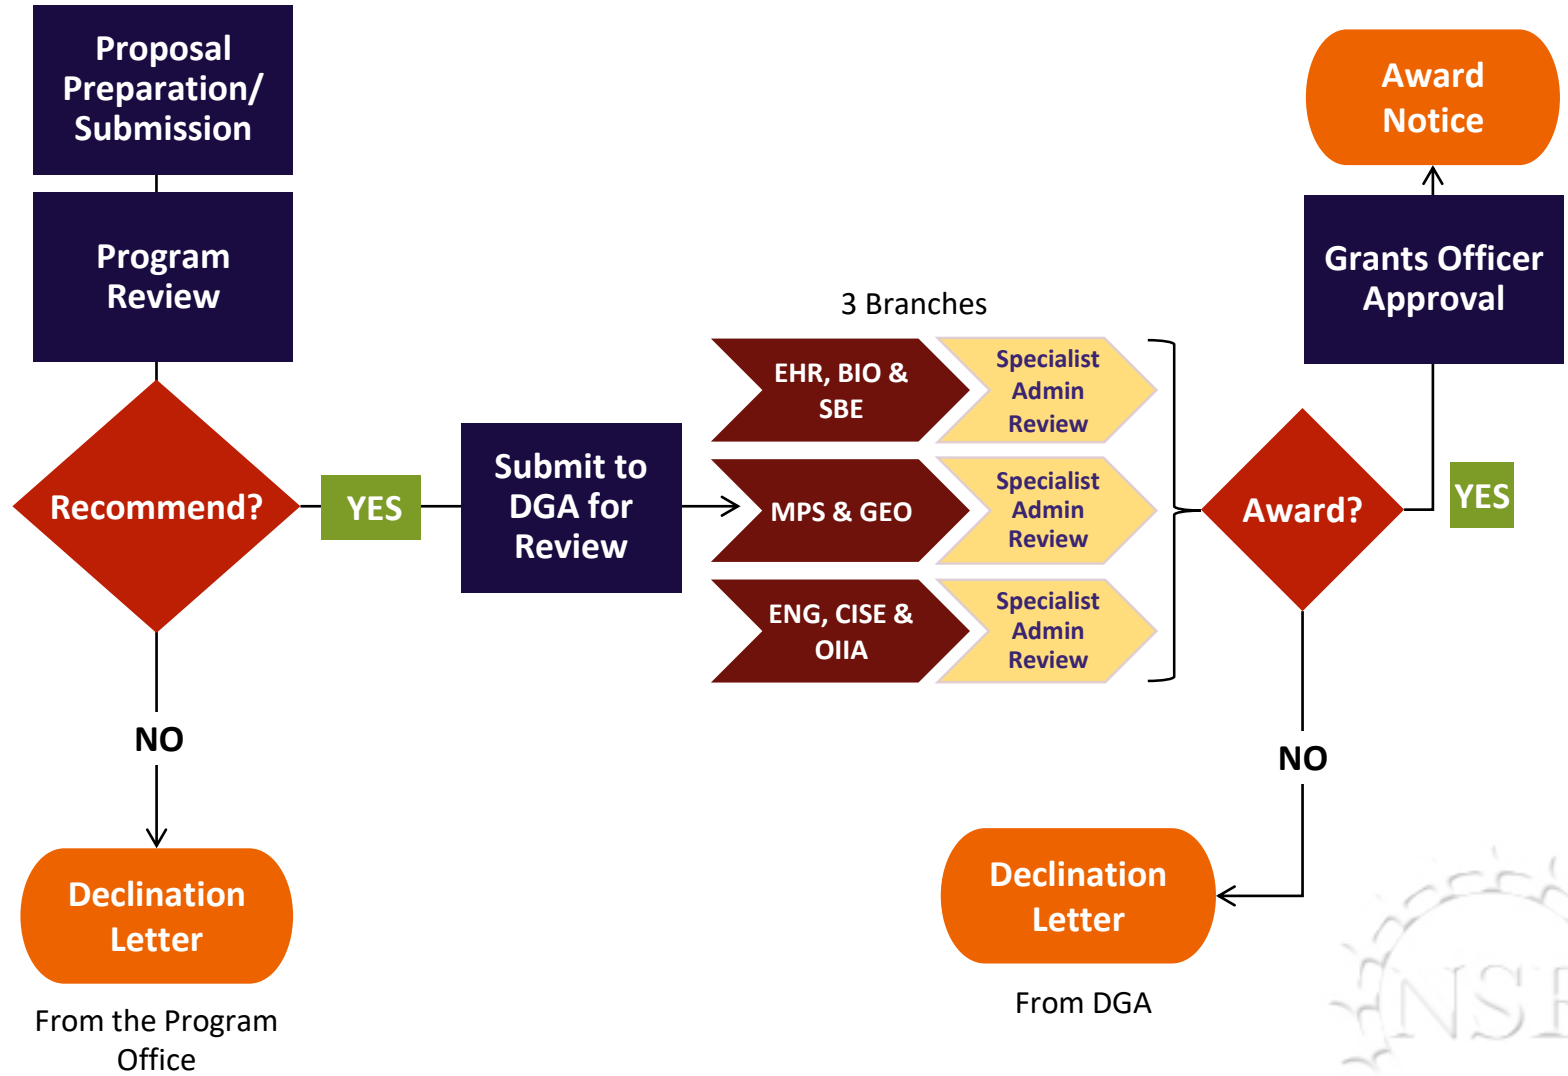 Proposal
Preparation/
Submission
Program
Review
Recommend?
YES
NO
Declination
Letter
From the Program
Office
Submit to
DGA for
Review
3 Branches
EHR, BIO &
SBE
Specialist
Admin
Review
MPS & GEO
Specialist
Admin
Review
ENG, CISE &
OIIA
Specialist
Admin
Review
Award?
YES
Grants Officer
Approval
Award
Notice
NO
Declination
Letter
From DGA
NSF